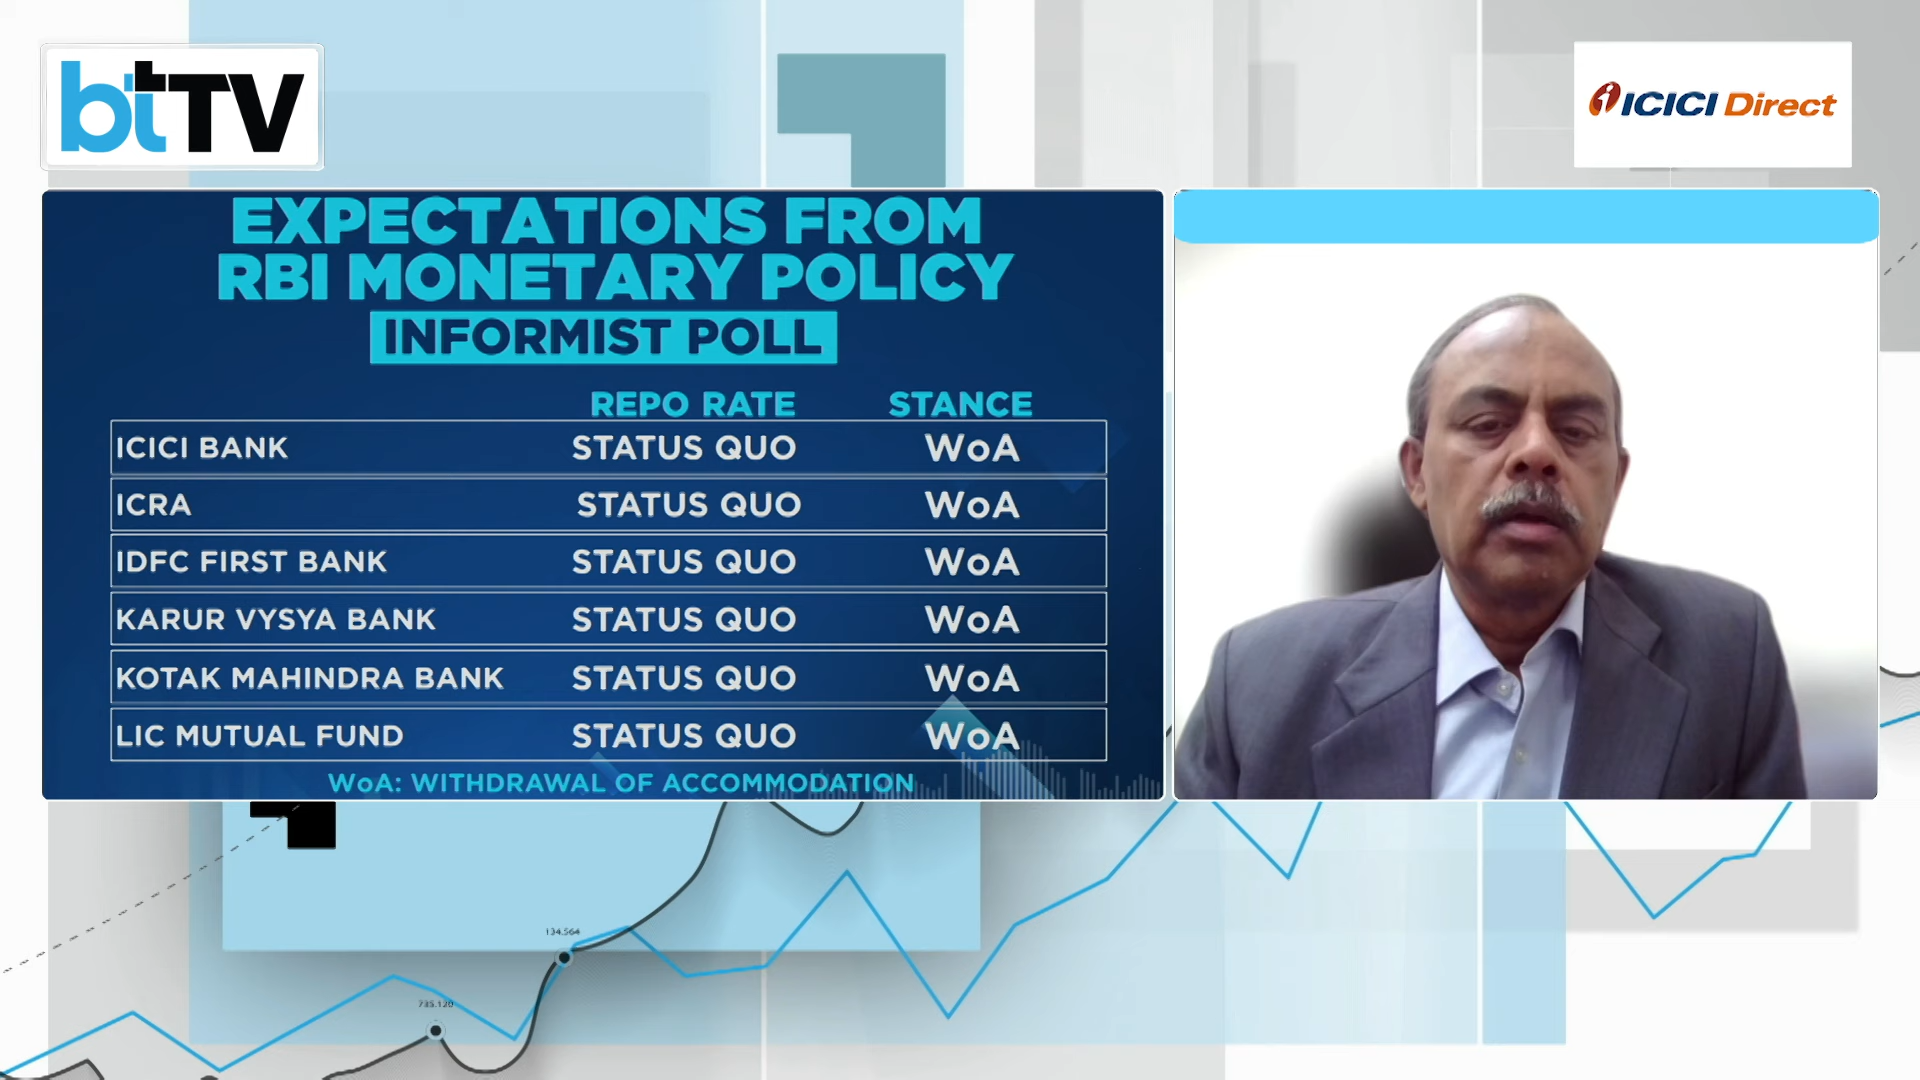 btTV
ICICI Direct
EXPECTATIONS FROM
RBI MONETARY POLICY
INFORMIST POLL
REPO RATE STANCE
ICICI BANK STATUS QUO WoA
ICRA STATUS QUO WoA
IDFC FIRST BANK STATUS QUO WoA
KARUR VYSYA BANK STATUS QUO WoA
KOTAK MAHINDRA BANK STATUS QUO WoA
LIC MUTUAL FUND STATUS QUO WoA
WoA: WITHDRAWAL OF ACCOMMODATION
134.564
735.120